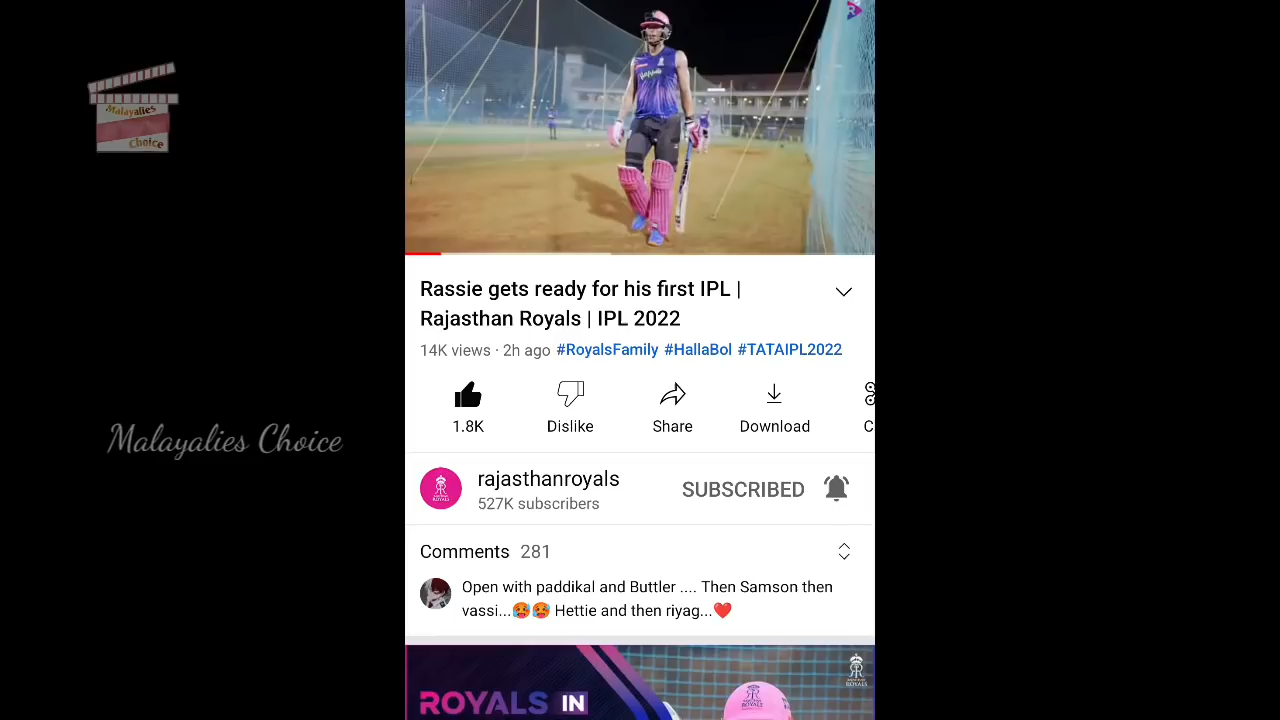 Malayalies
Choice
Malayalies Choice
Rassie gets ready for his first IPL |
Rajasthan Royals | IPL 2022
14K views · 2h ago #RoyalsFamily #HallaBol #TATAIPL2022
1.8K
Dislike
Share
Download
C
rajasthanroyals
527K subscribers
SUBSCRIBED
Comments 281
Open with paddikal and Buttler .... Then Samson then
vassi...🥵🥵 Hettie and then riyag...❤️
ROYALS IN